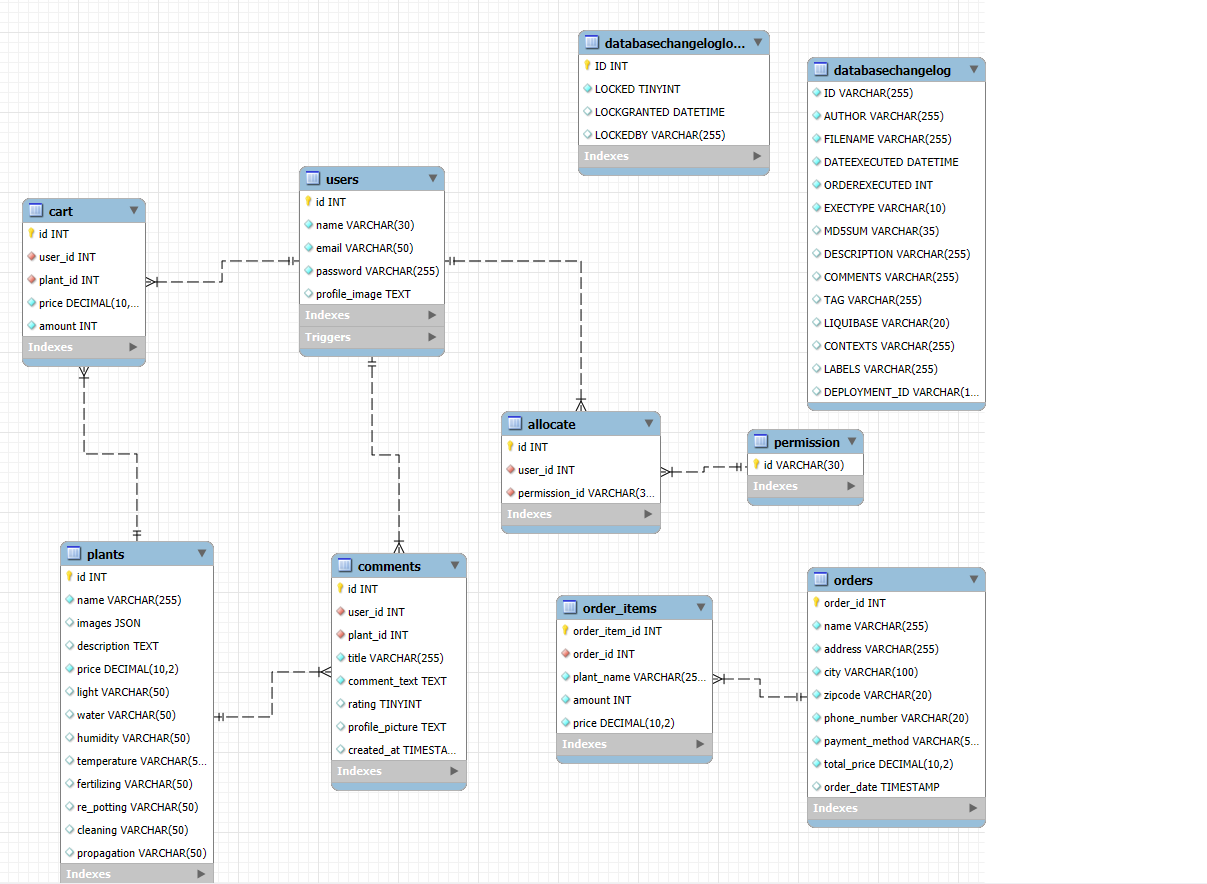 databasechangeloglo...
ID INT
LOCKED TINYINT
LOCKGRANTED DATETIME
LOCKEDBY VARCHAR(255)
Indexes
databasechangelog
ID VARCHAR(255)
AUTHOR VARCHAR(255)
FILENAME VARCHAR(255)
DATEEXECUTED DATETIME
ORDEREXECUTED INT
EXECTYPE VARCHAR(10)
MD5SUM VARCHAR(35)
DESCRIPTION VARCHAR(255)
COMMENTS VARCHAR(255)
TAG VARCHAR(255)
LIQUIBASE VARCHAR(20)
CONTEXTS VARCHAR(255)
LABELS VARCHAR(255)
DEPLOYMENT_ID VARCHAR(1...
users
id INT
name VARCHAR(30)
email VARCHAR(50)
password VARCHAR(255)
profile_image TEXT
Indexes
Triggers
cart
id INT
user_id INT
plant_id INT
price DECIMAL(10,...
amount INT
Indexes
allocate
id INT
user_id INT
permission_id VARCHAR(3...
Indexes
permission
id VARCHAR(30)
Indexes
plants
id INT
name VARCHAR(255)
images JSON
description TEXT
price DECIMAL(10,2)
light VARCHAR(50)
water VARCHAR(50)
humidity VARCHAR(50)
temperature VARCHAR(5...
fertilizing VARCHAR(50)
re_potting VARCHAR(50)
cleaning VARCHAR(50)
propagation VARCHAR(50)
Indexes
comments
id INT
user_id INT
plant_id INT
title VARCHAR(255)
comment_text TEXT
rating TINYINT
profile_picture TEXT
created_at TIMESTA...
Indexes
order_items
order_item_id INT
order_id INT
plant_name VARCHAR(25...
amount INT
price DECIMAL(10,2)
Indexes
orders
order_id INT
name VARCHAR(255)
address VARCHAR(255)
city VARCHAR(100)
zipcode VARCHAR(20)
phone_number VARCHAR(20)
payment_method VARCHAR(5...
total_price DECIMAL(10,2)
order_date TIMESTAMP
Indexes